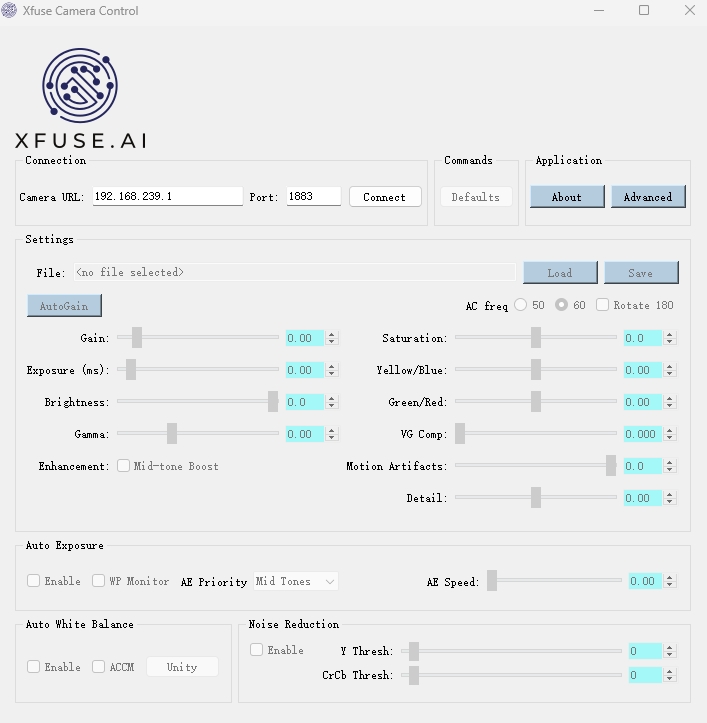 Xfuse Camera Control
XFUSE.AI
Connection
Commands
Application
Camera URL: 192.168.239.1 Port: 1883 Connect
Defaults
About Advanced
Settings
File: <no file selected> Load Save
AutoGain AC freq 50 60 Rotate 180
Gain: 0.00 Saturation: 0.0
Exposure (ms): 0.00 Yellow/Blue: 0.00
Brightness: 0.0 Green/Red: 0.00
Gamma: 0.00 VG Comp: 0.000
Enhancement: Mid-tone Boost Motion Artifacts: 0.0
Detail: 0.00
Auto Exposure
Enable WP Monitor AE Priority Mid Tones AE Speed: 0.00
Auto White Balance
Enable ACCM Unity
Noise Reduction
Enable Y Thresh: 0
CrCb Thresh: 0